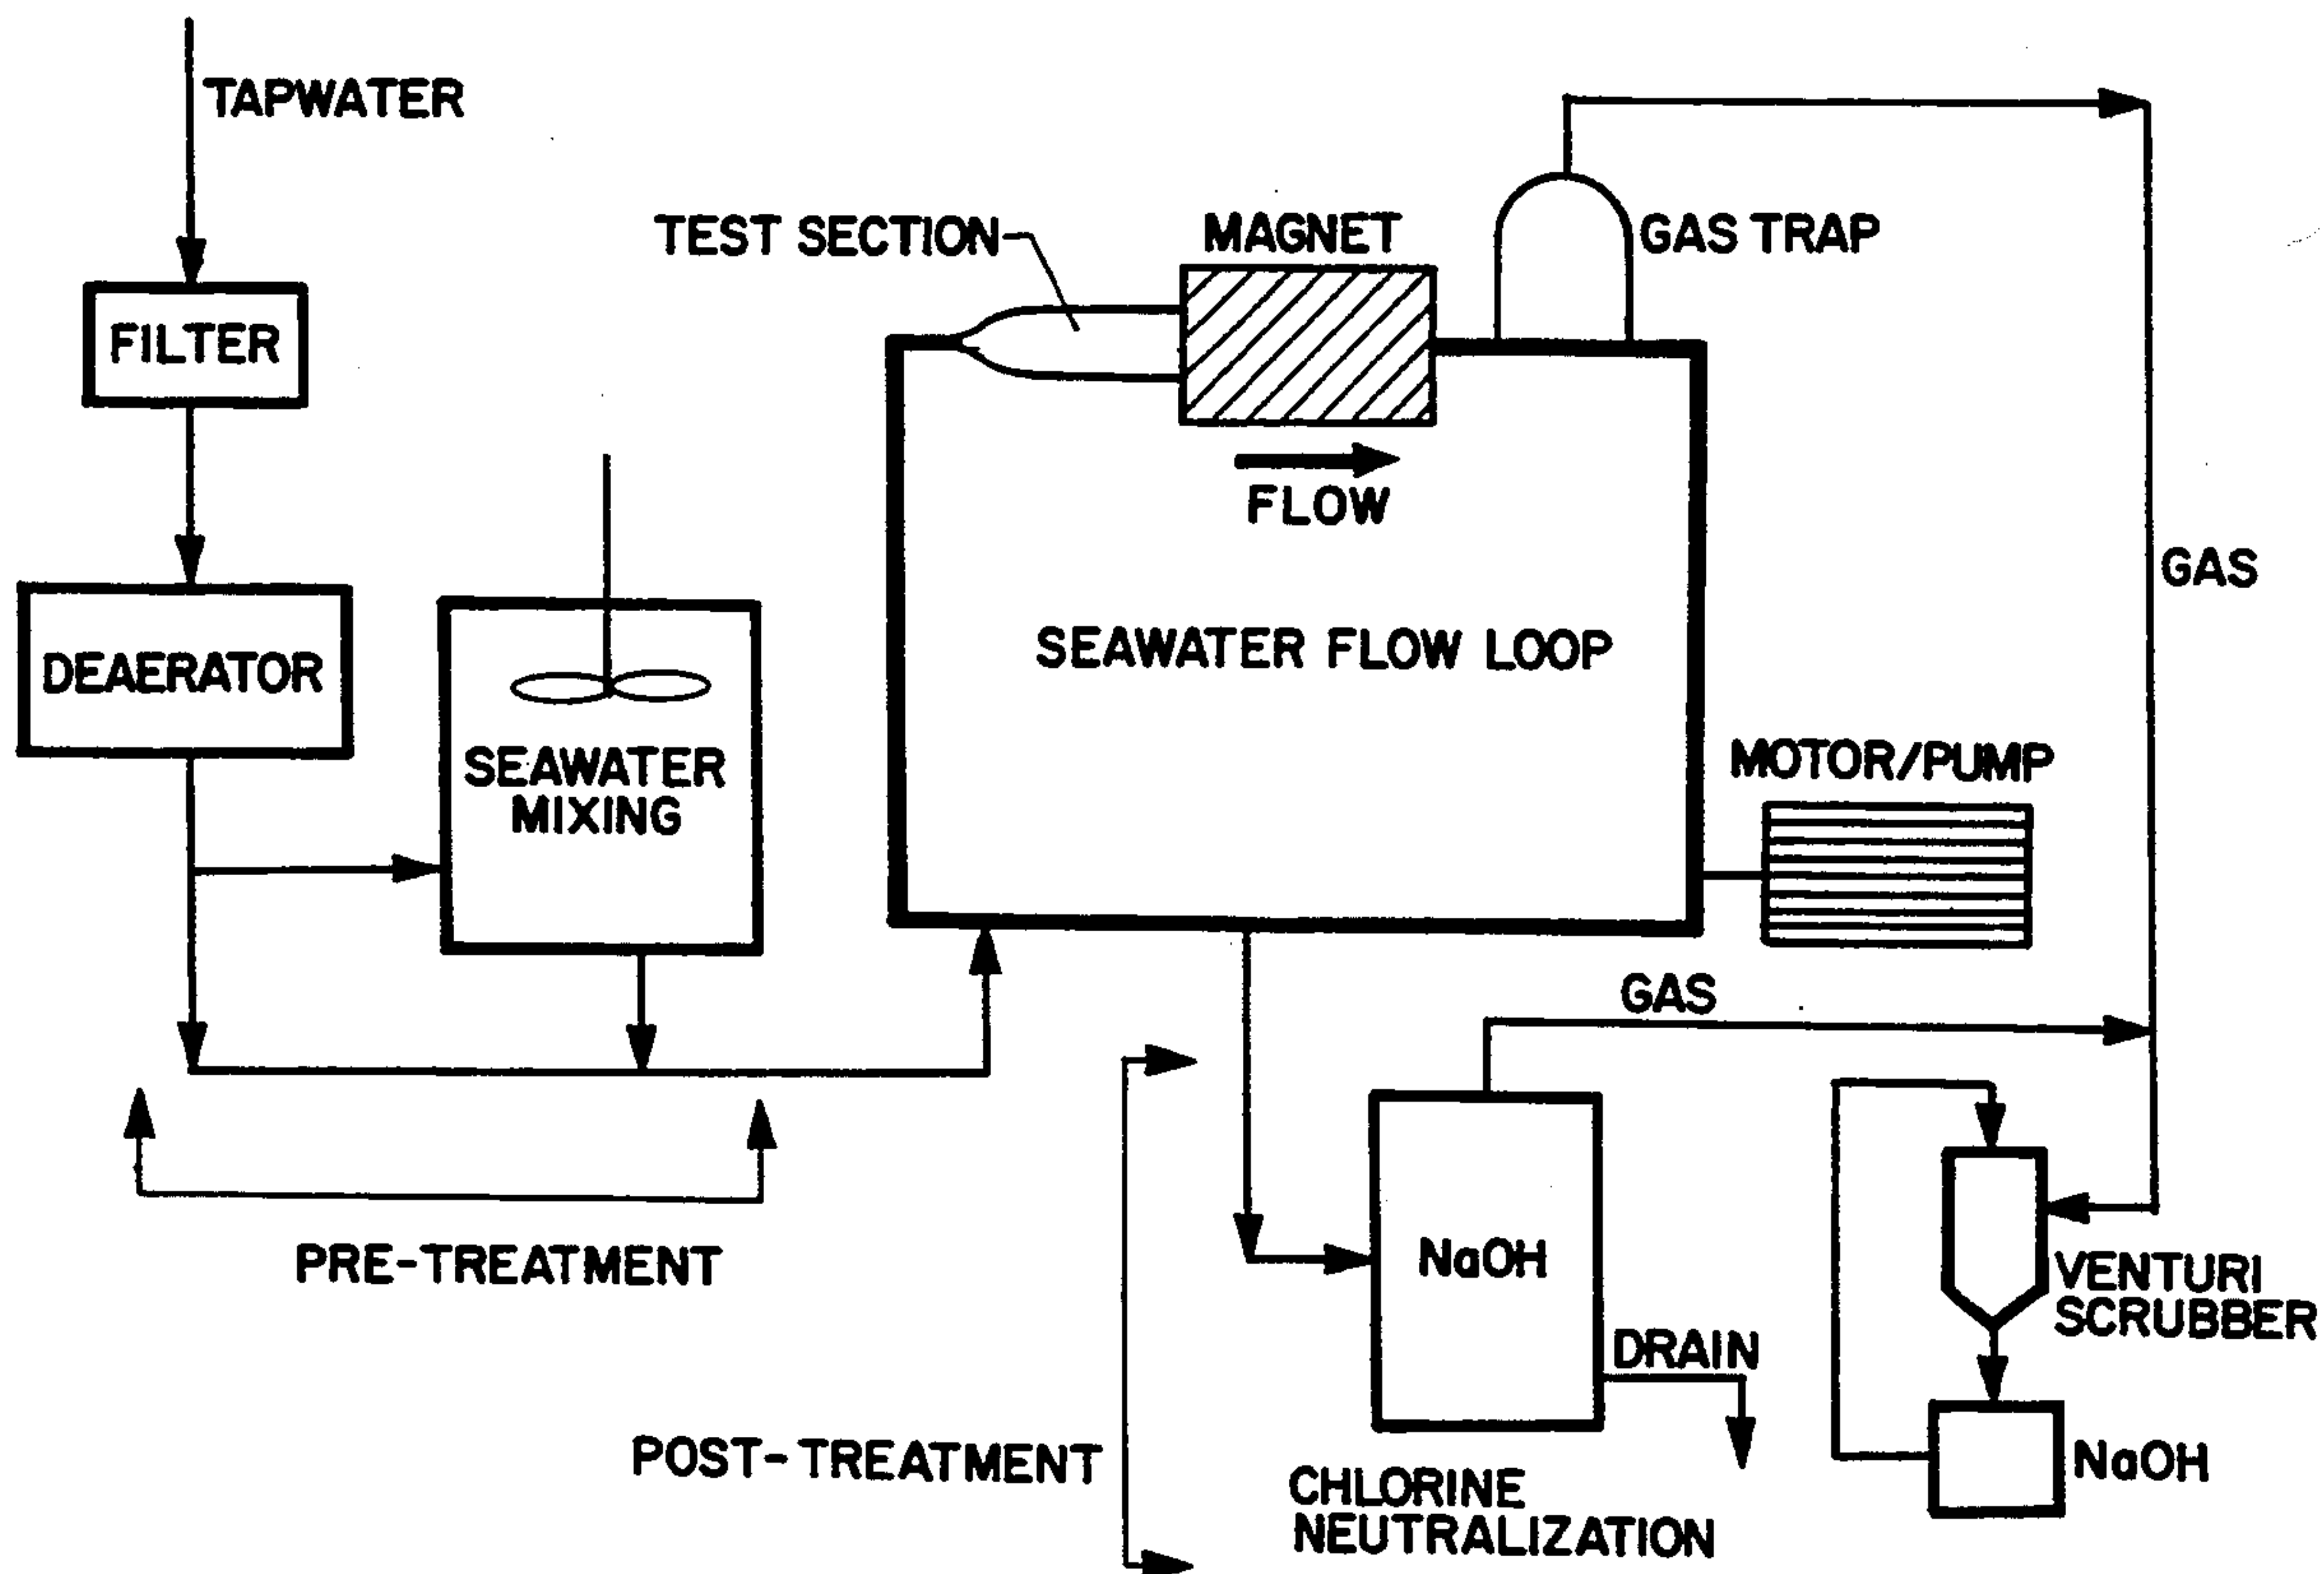 TAPWATER
TEST SECTION
MAGNET
GAS TRAP
FILTER
FLOW
GAS
DEAERATOR
SEAWATER FLOW LOOP
SEAWATER
MIXING
MOTOR/PUMP
GAS
PRE-TREATMENT
NaOH
VENTURI
SCRUBBER
DRAIN
POST-TREATMENT
NaOH
CHLORINE
NEUTRALIZATION